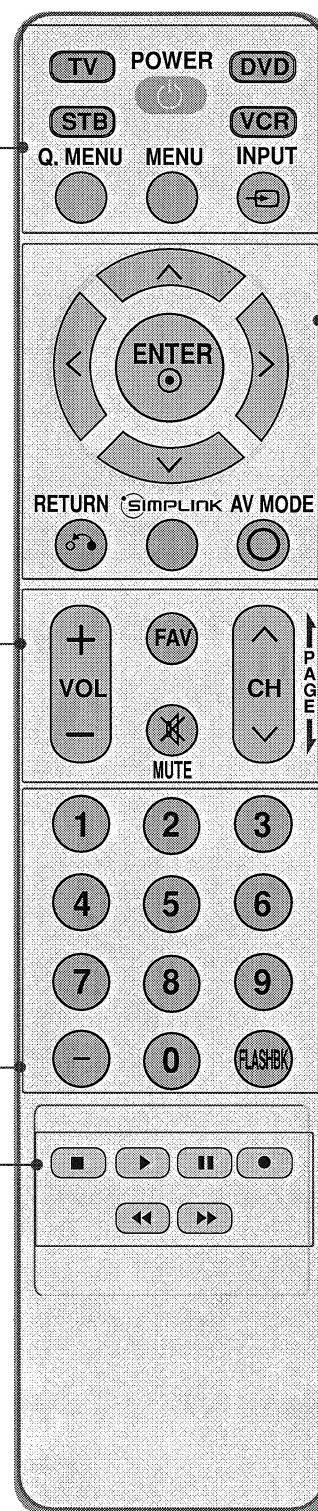 TV POWER DVD
STB VCR
Q. MENU MENU INPUT
ENTER
RETURN SIMPLINK AV MODE
+ FAV
VOL CH PAGE
-
MUTE
1 2 3
4 5 6
7 8 9
- 0 FLASHBK